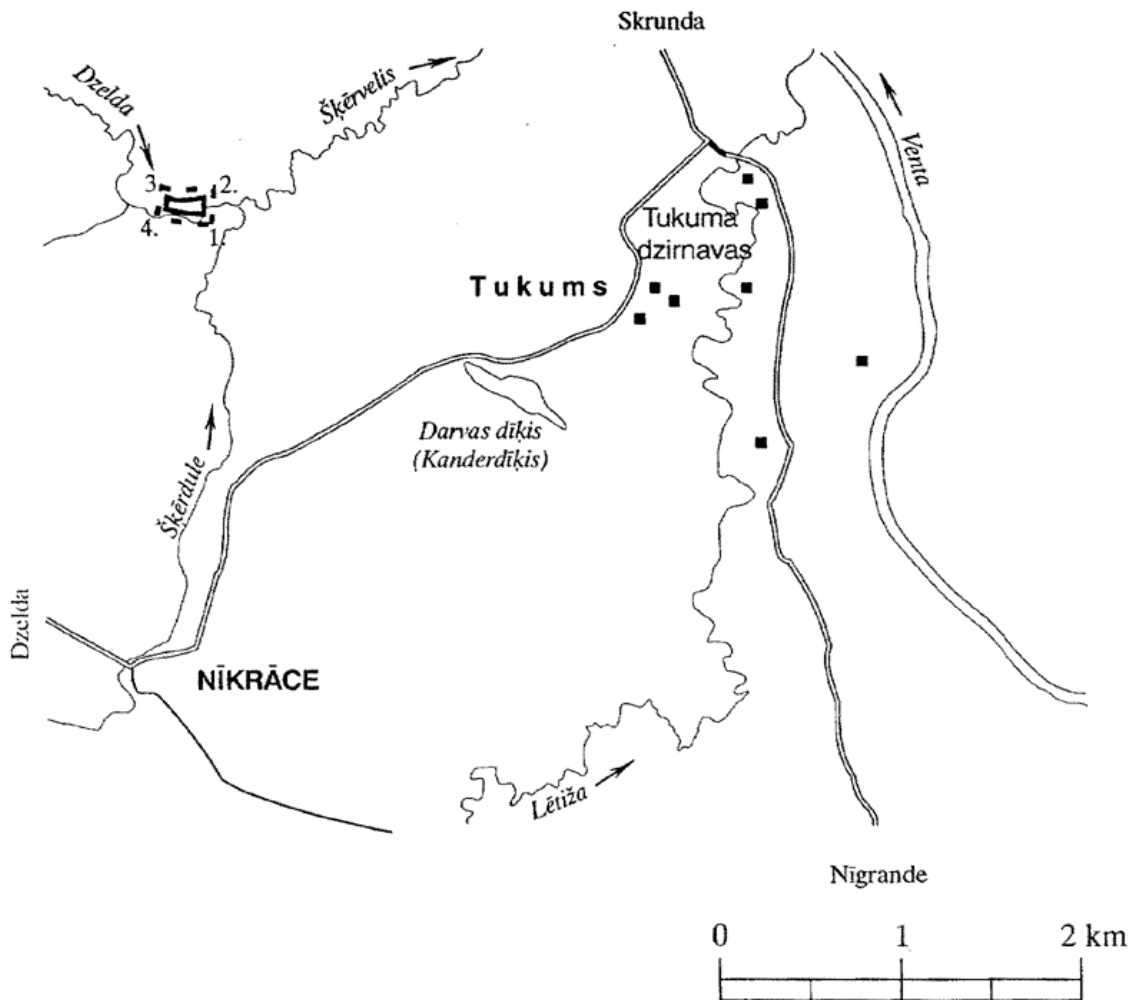 Skrunda
Dzelda
Šķērvelis
Venta
3.
2.
4.
1.
Tukuma
dzirnavas
Tukums
Darvas dīķis
(Kanderdīķis)
Šķērdule
Dzelda
NĪKRĀCE
Lētiža
Nīgrande
0 1 2 km